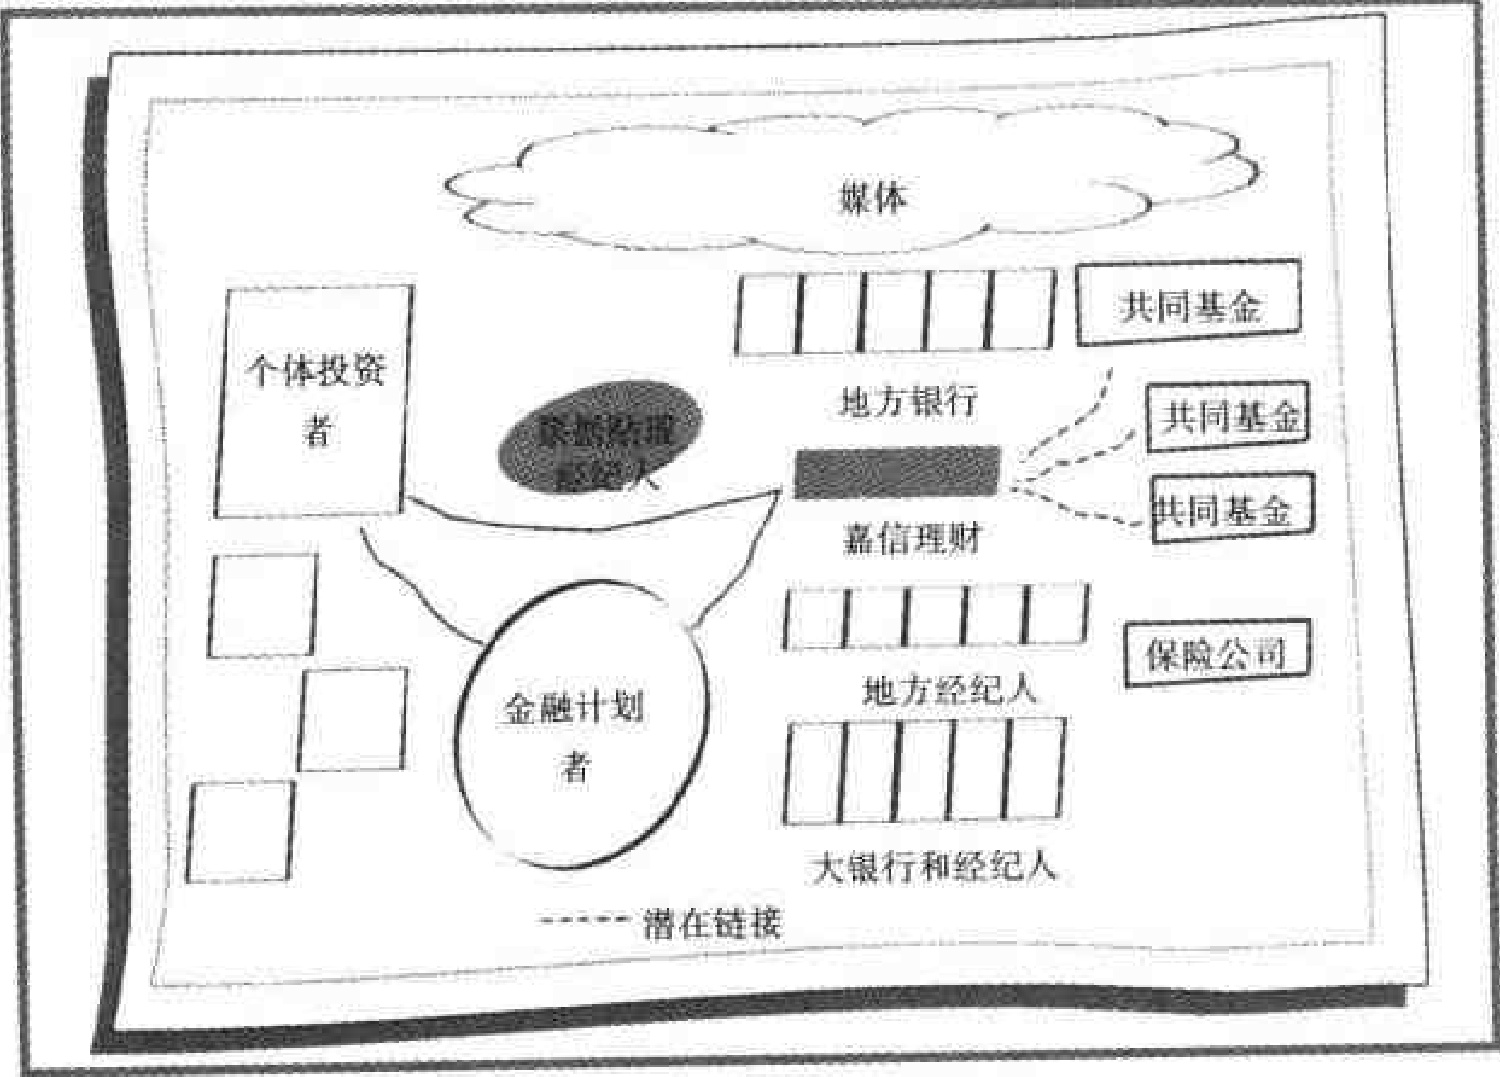 媒体
个体投资
者
共同基金
地方银行
共同基金
经纪人
嘉信理财
共同基金
地方经纪人
保险公司
金融计划
者
大银行和经纪人
潜在链接